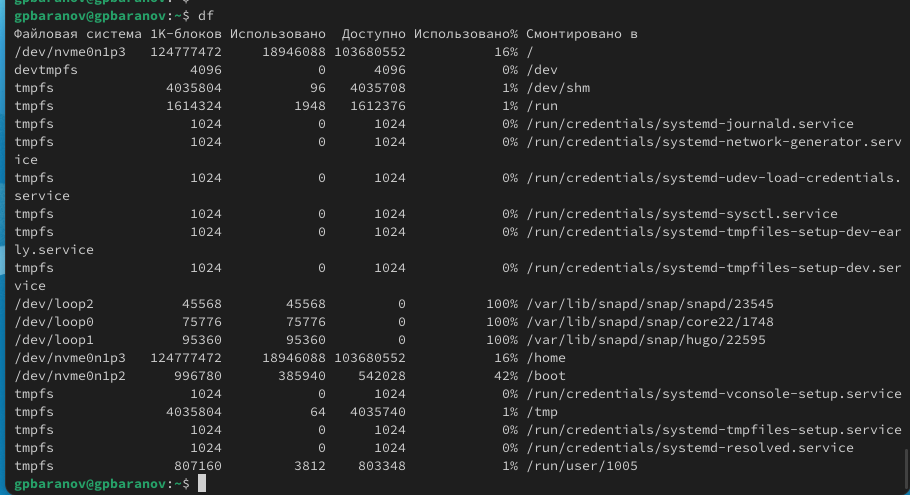 gpbaranov@gpbaranov:~$ df
Файловая система 1K-блоков Использовано  Доступно Использовано% Смонтировано в
/dev/nvme0n1p3   124777472     18946088 103680552           16% /
devtmpfs              4096            0      4096            0% /dev
tmpfs              4035804           96   4035708            1% /dev/shm
tmpfs              1614324         1948   1612376            1% /run
tmpfs                 1024            0      1024            0% /run/credentials/systemd-journald.service
tmpfs                 1024            0      1024            0% /run/credentials/systemd-network-generator.serv
ice
tmpfs                 1024            0      1024            0% /run/credentials/systemd-udev-load-credentials.
service
tmpfs                 1024            0      1024            0% /run/credentials/systemd-sysctl.service
tmpfs                 1024            0      1024            0% /run/credentials/systemd-tmpfiles-setup-dev-ear
ly.service
tmpfs                 1024            0      1024            0% /run/credentials/systemd-tmpfiles-setup-dev.ser
vice
/dev/loop2           45568        45568         0          100% /var/lib/snapd/snap/snapd/23545
/dev/loop0           75776        75776         0          100% /var/lib/snapd/snap/core22/1748
/dev/loop1           95360        95360         0          100% /var/lib/snapd/snap/hugo/22595
/dev/nvme0n1p3   124777472     18946088 103680552           16% /home
/dev/nvme0n1p2      996780       385940    542028           42% /boot
tmpfs                 1024            0      1024            0% /run/credentials/systemd-vconsole-setup.service
tmpfs              4035804           64   4035740            1% /tmp
tmpfs                 1024            0      1024            0% /run/credentials/systemd-tmpfiles-setup.service
tmpfs                 1024            0      1024            0% /run/credentials/systemd-resolved.service
tmpfs               807160         3812    803348            1% /run/user/1005
gpbaranov@gpbaranov:~$